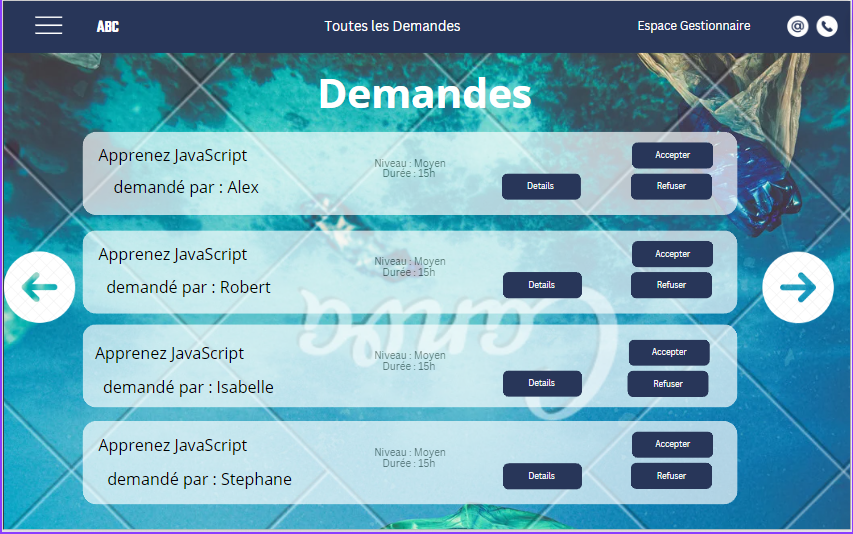 ABC
Toutes les Demandes
Espace Gestionnaire
Demandes
Apprenez JavaScript
demandé par : Alex
Niveau : Moyen
Durée : 15h
Details
Accepter
Refuser
Apprenez JavaScript
demandé par : Robert
Niveau : Moyen
Durée : 15h
Details
Accepter
Refuser
Apprenez JavaScript
demandé par : Isabelle
Niveau : Moyen
Durée : 15h
Details
Accepter
Refuser
Apprenez JavaScript
demandé par : Stephane
Niveau : Moyen
Durée : 15h
Details
Accepter
Refuser
Canva